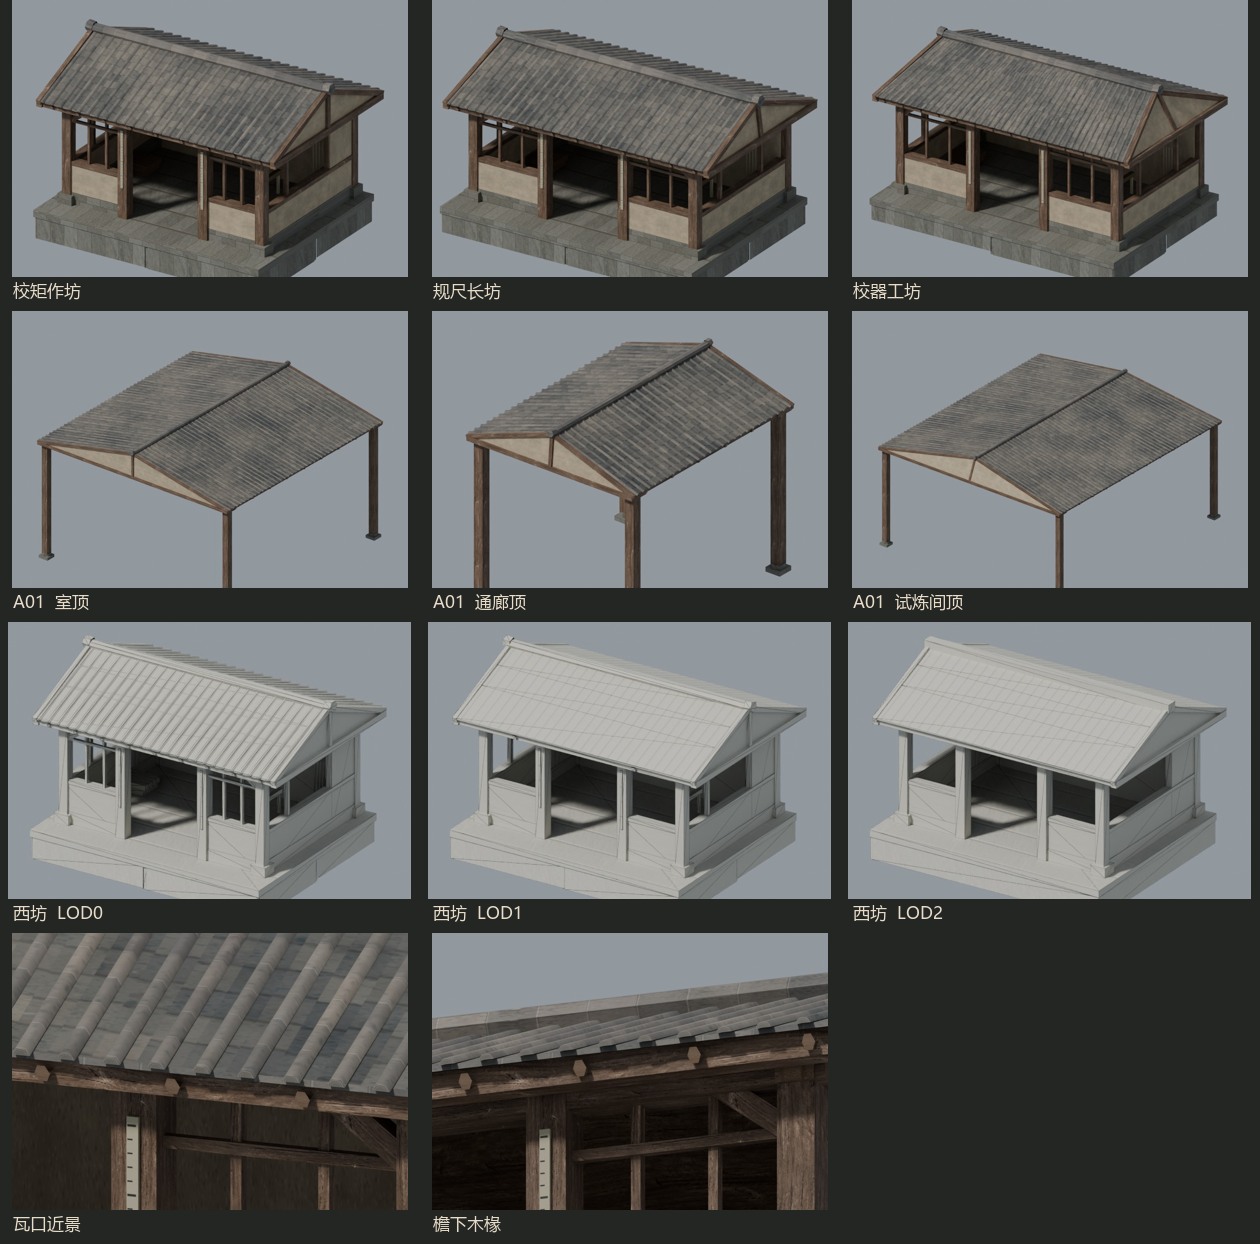 校矩作坊
规尺长坊
校器工坊
A01 室顶
A01 通廊顶
A01 试炼间顶
西坊 LOD0
西坊 LOD1
西坊 LOD2
瓦口近景
檐下木椽